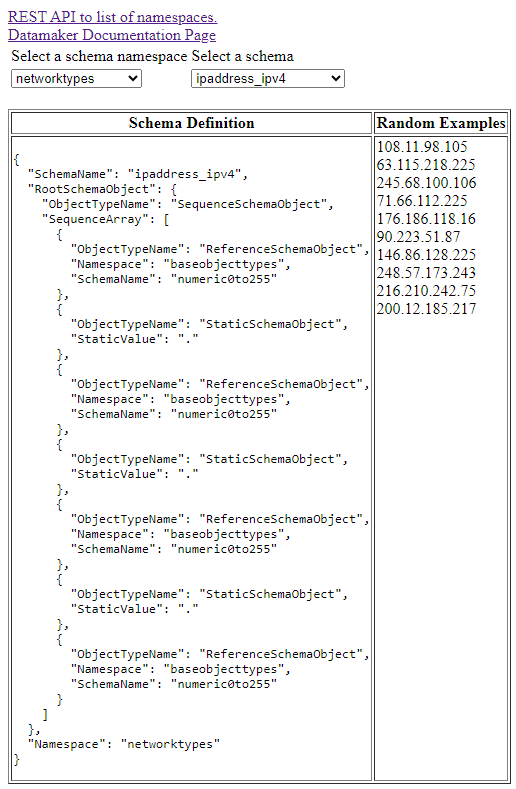 REST API to list of namespaces.
Datamaker Documentation Page
Select a schema namespace Select a schema
networktypes ipaddress_ipv4
Schema Definition
{
  "SchemaName": "ipaddress_ipv4",
  "RootSchemaObject": {
    "ObjectTypeName": "SequenceSchemaObject",
    "SequenceArray": [
      {
        "ObjectTypeName": "ReferenceSchemaObject",
        "Namespace": "baseobjecttypes",
        "SchemaName": "numeric0to255"
      },
      {
        "ObjectTypeName": "StaticSchemaObject",
        "StaticValue": "."
      },
      {
        "ObjectTypeName": "ReferenceSchemaObject",
        "Namespace": "baseobjecttypes",
        "SchemaName": "numeric0to255"
      },
      {
        "ObjectTypeName": "StaticSchemaObject",
        "StaticValue": "."
      },
      {
        "ObjectTypeName": "ReferenceSchemaObject",
        "Namespace": "baseobjecttypes",
        "SchemaName": "numeric0to255"
      },
      {
        "ObjectTypeName": "StaticSchemaObject",
        "StaticValue": "."
      },
      {
        "ObjectTypeName": "ReferenceSchemaObject",
        "Namespace": "baseobjecttypes",
        "SchemaName": "numeric0to255"
      }
    ]
  },
  "Namespace": "networktypes"
}
Random Examples
108.11.98.105
63.115.218.225
245.68.100.106
71.66.112.225
176.186.118.16
90.223.51.87
146.86.128.225
248.57.173.243
216.210.242.75
200.12.185.217